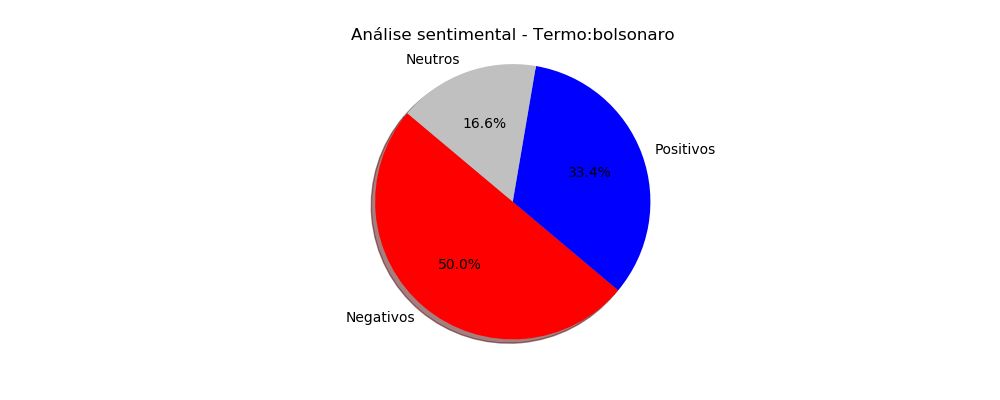 Análise sentimental - Termo:bolsonaro
Neutros
16.6%
Positivos
33.4%
50.0%
Negativos